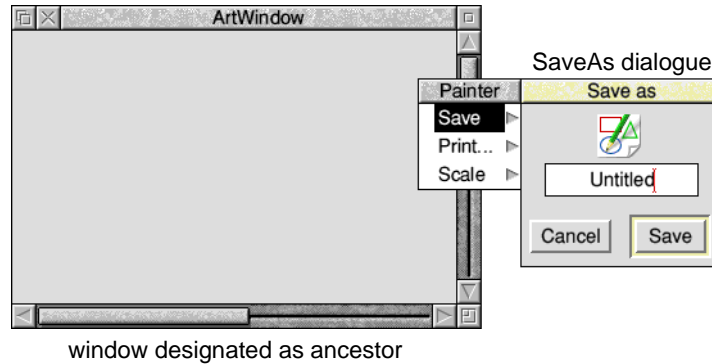 ArtWindow
SaveAs dialogue
Painter
Save
Print...
Scale
Save as
Untitled
Cancel
Save
window designated as ancestor